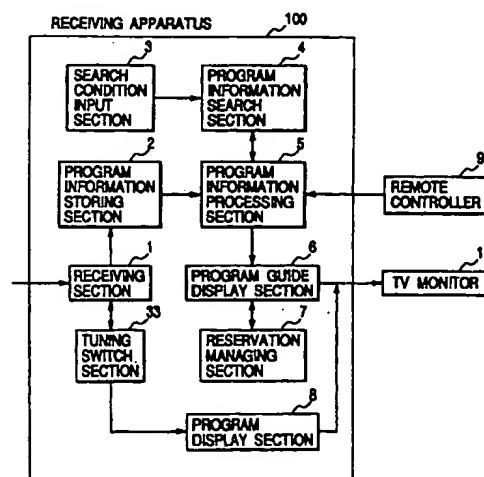 RECEIVING APPARATUS
100
3
4
SEARCH
CONDITION
INPUT
SECTION
PROGRAM
INFORMATION
SEARCH
SECTION
2
5
9
PROGRAM
INFORMATION
STORING
SECTION
PROGRAM
INFORMATION
PROCESSING
SECTION
REMOTE
CONTROLLER
1
6
1
RECEIVING
SECTION
PROGRAM GUIDE
DISPLAY SECTION
TV MONITOR
33
7
TUNING
SWITCH
SECTION
RESERVATION
MANAGING
SECTION
8
PROGRAM
DISPLAY SECTION